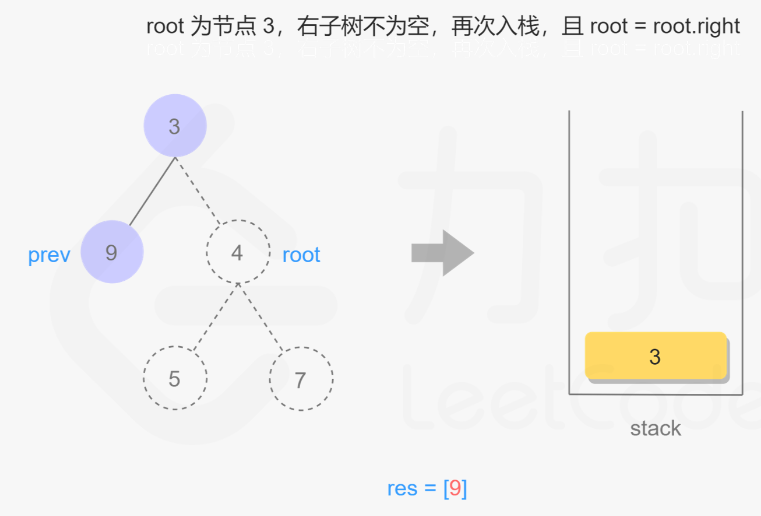 root 为节点 3，右子树不为空，再次入栈，且 root = root.right
3
prev 9 4 root
5 7
3
stack
res = [9]
力扣
LeetCode